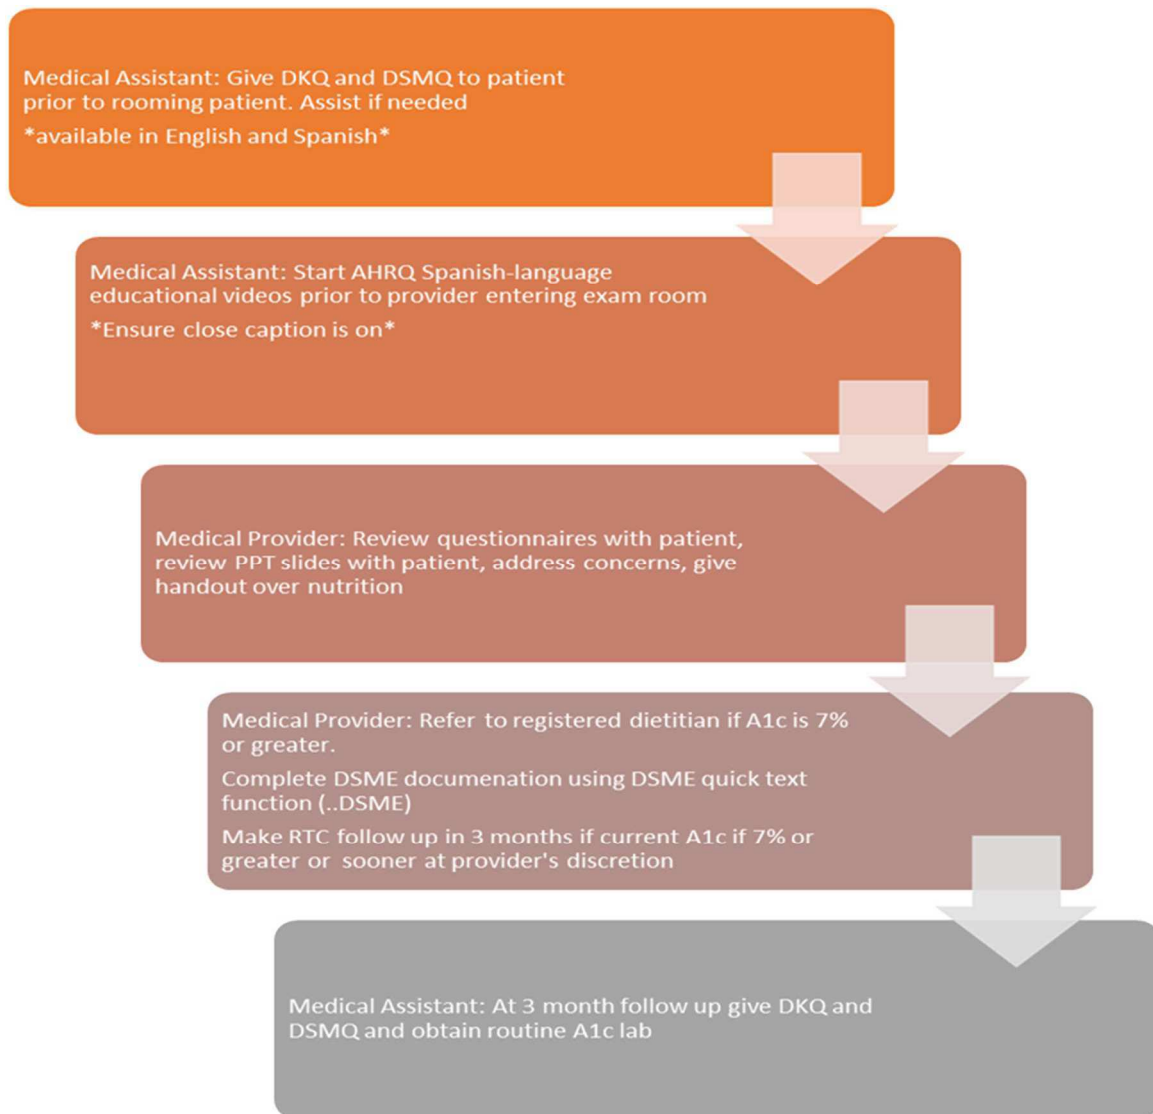 Medical Assistant: Give DKQ and DSMQ to patient
prior to rooming patient. Assist if needed
*available in English and Spanish*
Medical Assistant: Start AHRQ Spanish-language
educational videos prior to provider entering exam room
*Ensure close caption is on*
Medical Provider: Review questionnaires with patient,
review PPT slides with patient, address concerns, give
handout over nutrition
Medical Provider: Refer to registered dietitian if A1c is 7%
or greater.
Complete DSME documenation using DSME quick text
function (..DSME)
Make RTC follow up in 3 months if current A1c if 7% or
greater or sooner at provider's discretion
Medical Assistant: At 3 month follow up give DKQ and
DSMQ and obtain routine A1c lab